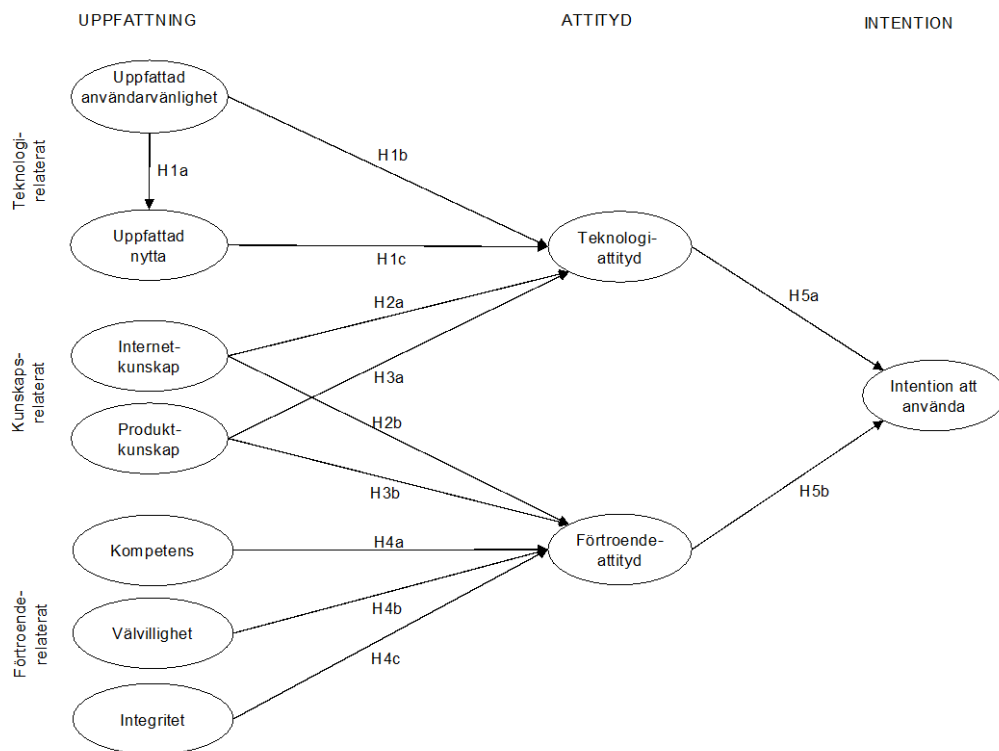 UPPFATTNING
ATTITYD
INTENTION
Teknologi-
relaterat
Uppfattad
användarvänlighet
H1a
H1b
Uppfattad
nytta
H1c
Teknologi-
attityd
H2a
H5a
Kunskaps-
relaterat
Internet-
kunskap
H3a
Intention att
använda
Produkt-
kunskap
H2b
H3b
H5b
Förtroende-
relaterat
Kompetens
H4a
Förtroende-
attityd
Välvillighet
H4b
H4c
Integritet